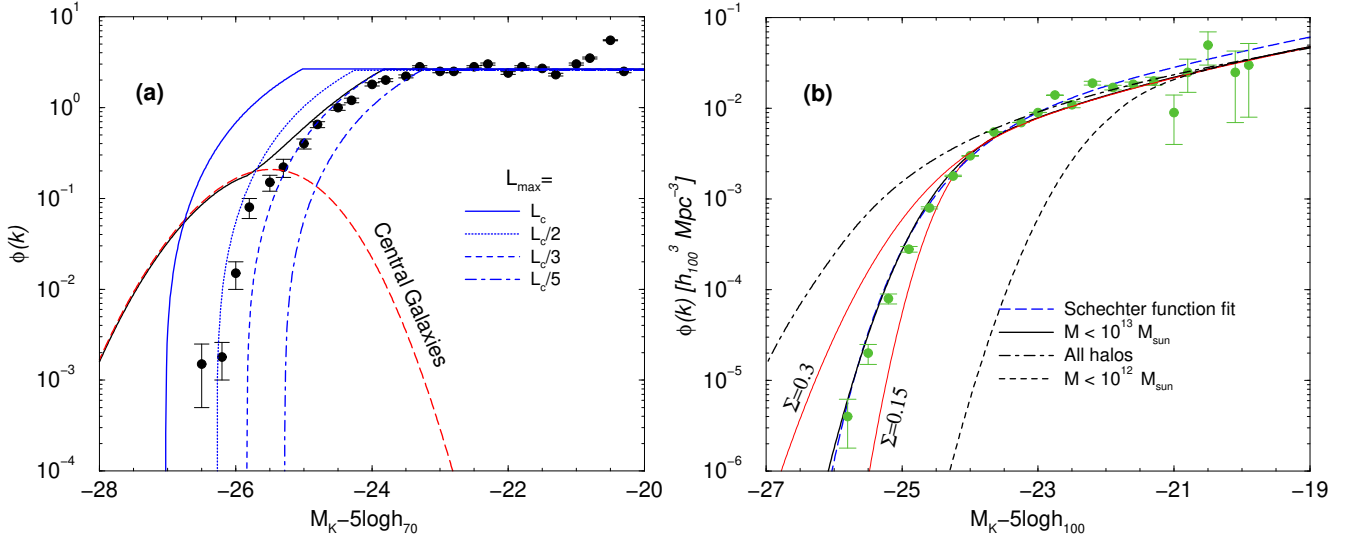 (a)
10^1
10^0
10^-1
10^-2
10^-3
10^-4
ϕ(k)
L_max=
L_c
L_c/2
L_c/3
L_c/5
Central Galaxies
−28 −26 −24 −22 −20
M_K−5logh_70
(b)
10^-1
10^-2
10^-3
10^-4
10^-5
10^-6
ϕ(k) [h_100^3 Mpc^-3]
Σ=0.3
Σ=0.15
Schechter function fit
M < 10^13 M_sun
All halos
M < 10^12 M_sun
−27 −25 −23 −21 −19
M_K−5logh_100